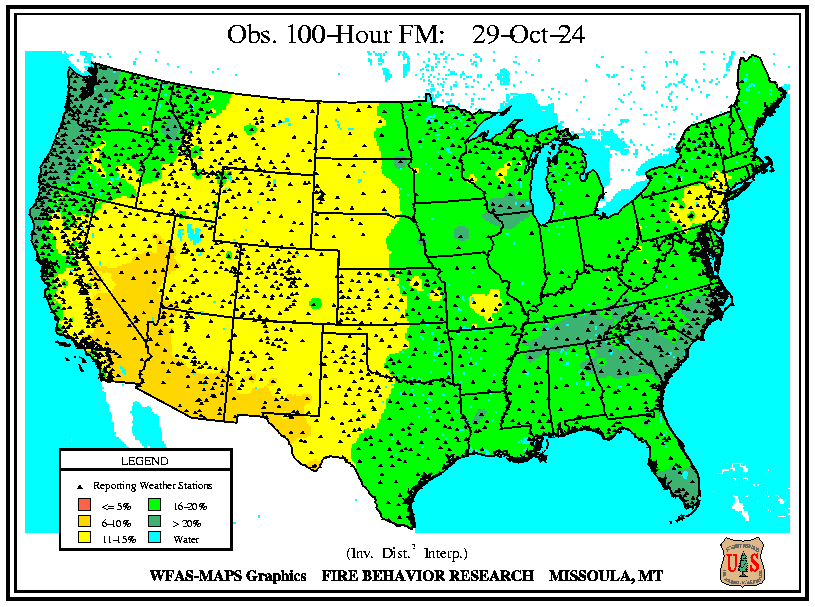 Obs. 100-Hour FM: 29-Oct-24
LEGEND
Reporting Weather Stations
<= 5% 16-20%
6-10% > 20%
11-15% Water
(Inv. Dist.² Interp.)
WFAS-MAPS Graphics FIRE BEHAVIOR RESEARCH MISSOULA, MT
U S